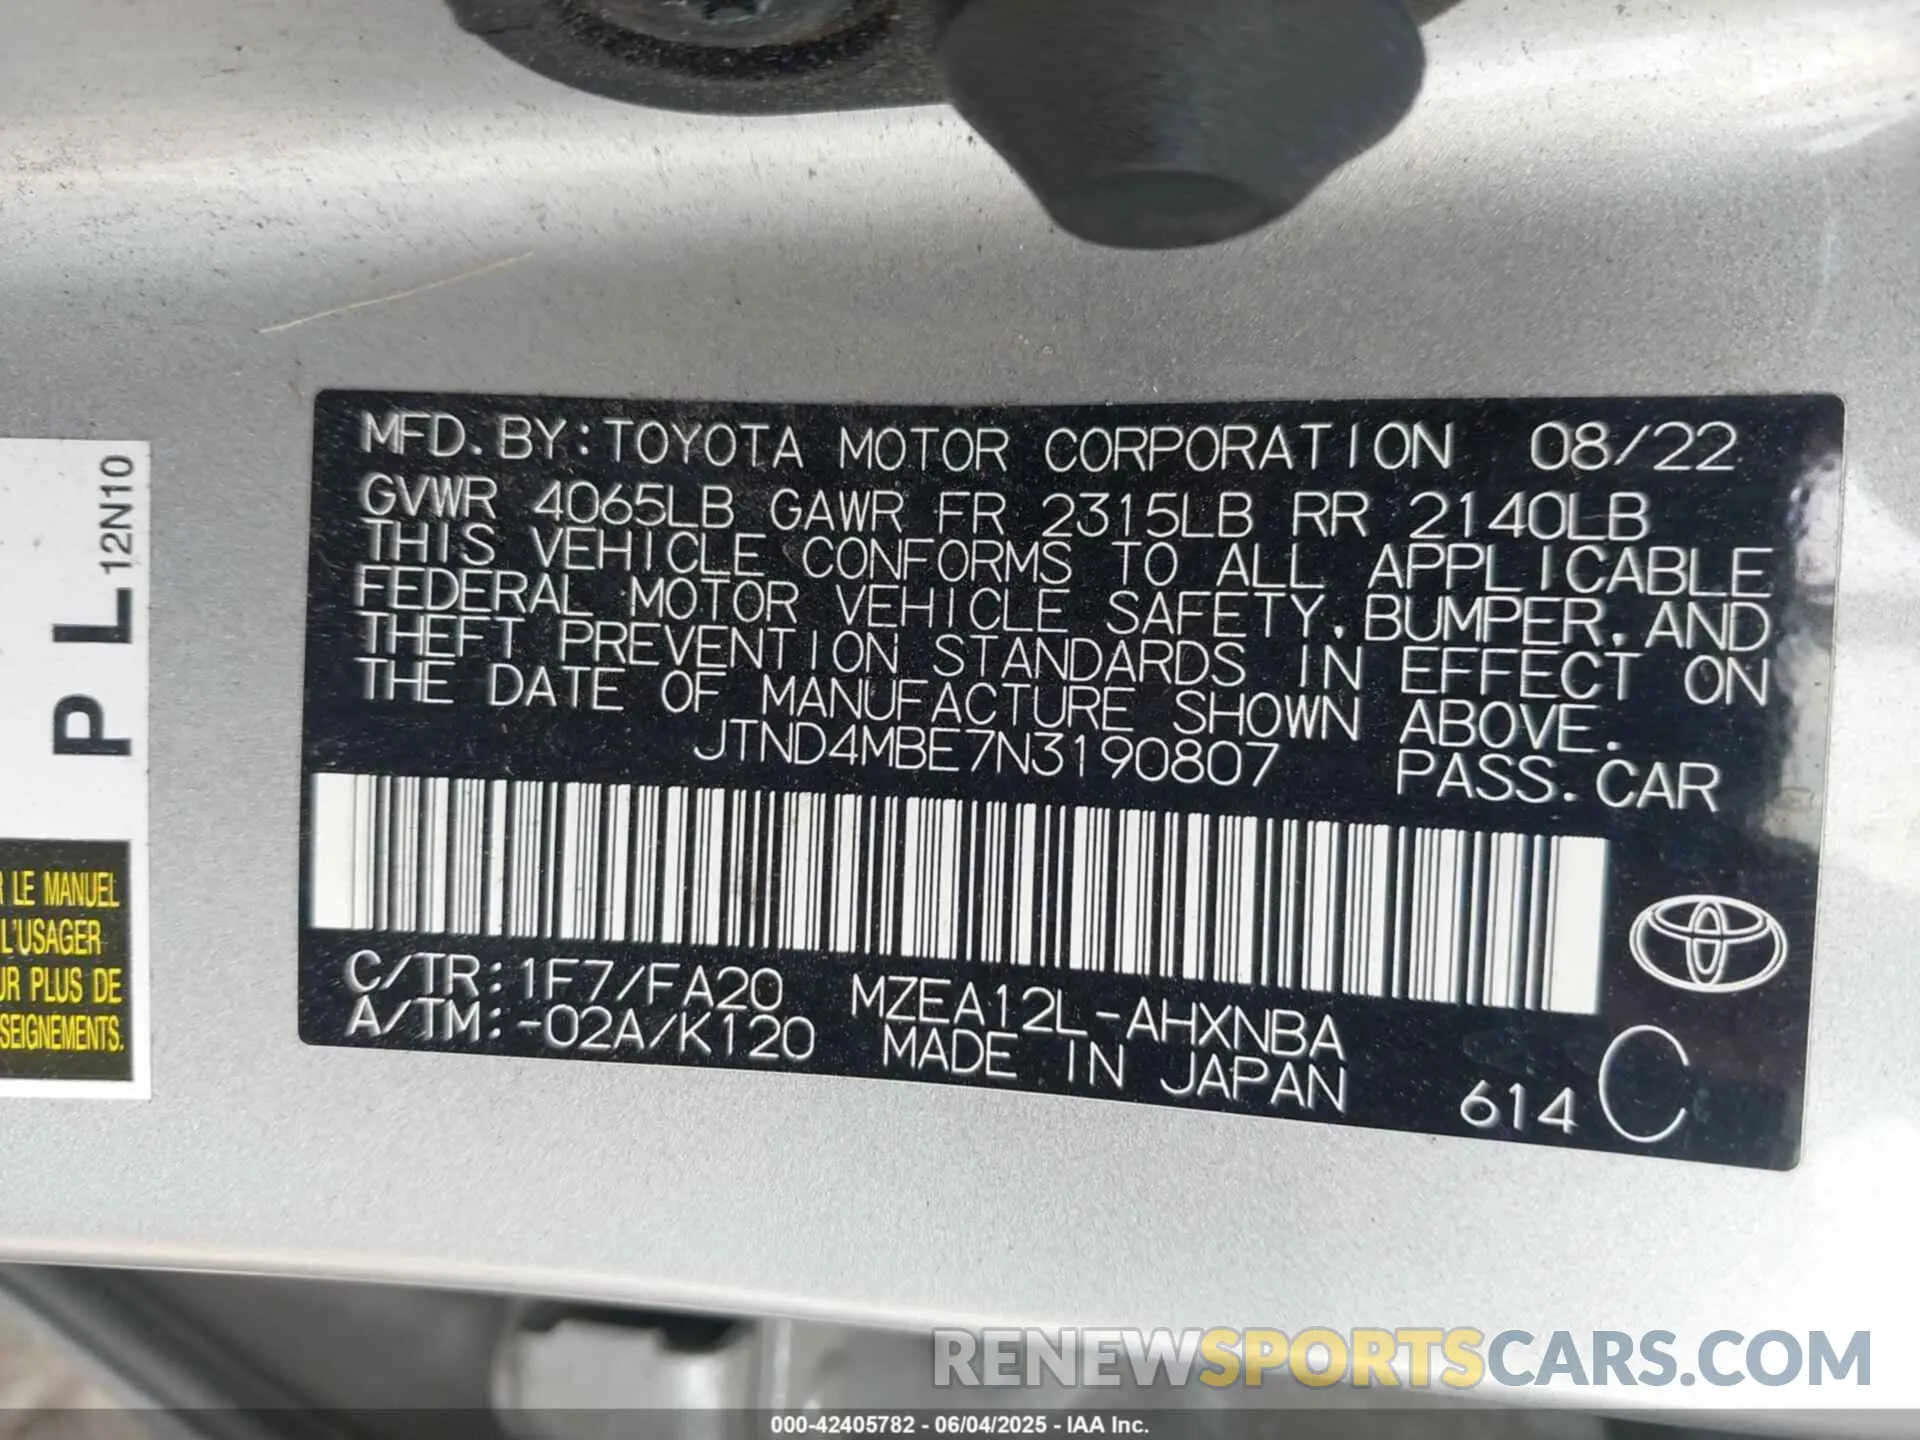 MFD. BY: TOYOTA MOTOR CORPORATION 08/22
GVWR 4065LB GAWR FR 2315LB RR 2140LB
THIS VEHICLE CONFORMS TO ALL APPLICABLE
FEDERAL MOTOR VEHICLE SAFETY, BUMPER, AND
THEFT PREVENTION STANDARDS IN EFFECT ON
THE DATE OF MANUFACTURE SHOWN ABOVE.
JTND4MBE7N3190807 PASS. CAR
C/TR: 1F7/FA20 MZEA12L-AHXNBA
A/TM: -02A/K120 MADE IN JAPAN
614 C
P L 12N10
LE MANUEL
L'USAGER
UR PLUS DE
SEIGNEMENTS.
RENEWSPORTSCARS.COM
000-42405782 - 06/04/2025 - IAA Inc.